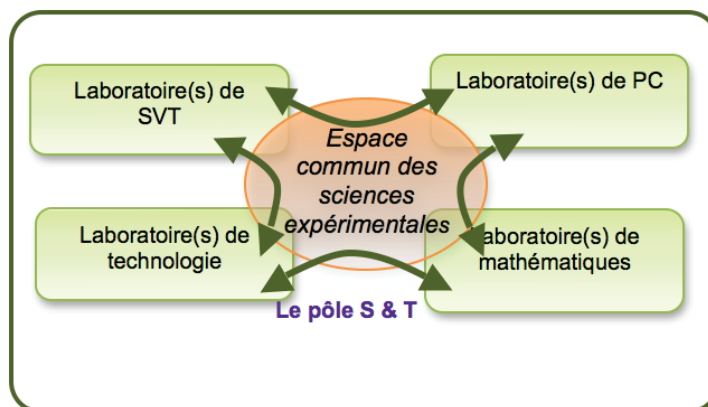 Laboratoire(s) de
SVT
Laboratoire(s) de PC
Espace
commun des
sciences
expérimentales
Laboratoire(s) de
technologie
Laboratoire(s) de
mathématiques
Le pôle S & T